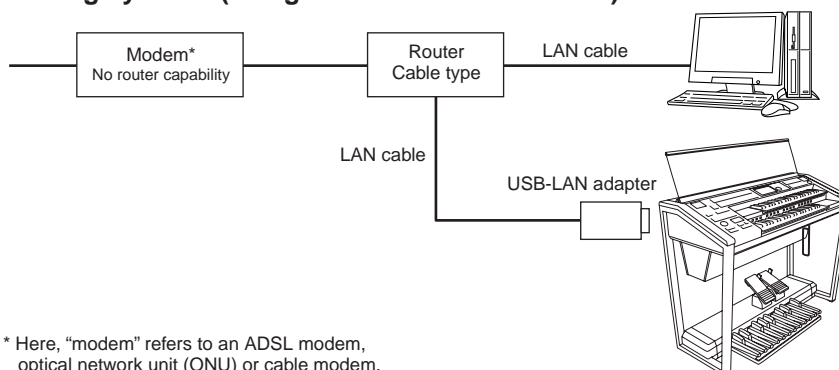 Modem*
No router capability
Router
Cable type
LAN cable
LAN cable
USB-LAN adapter
* Here, “modem” refers to an ADSL modem,
optical network unit (ONU) or cable modem.